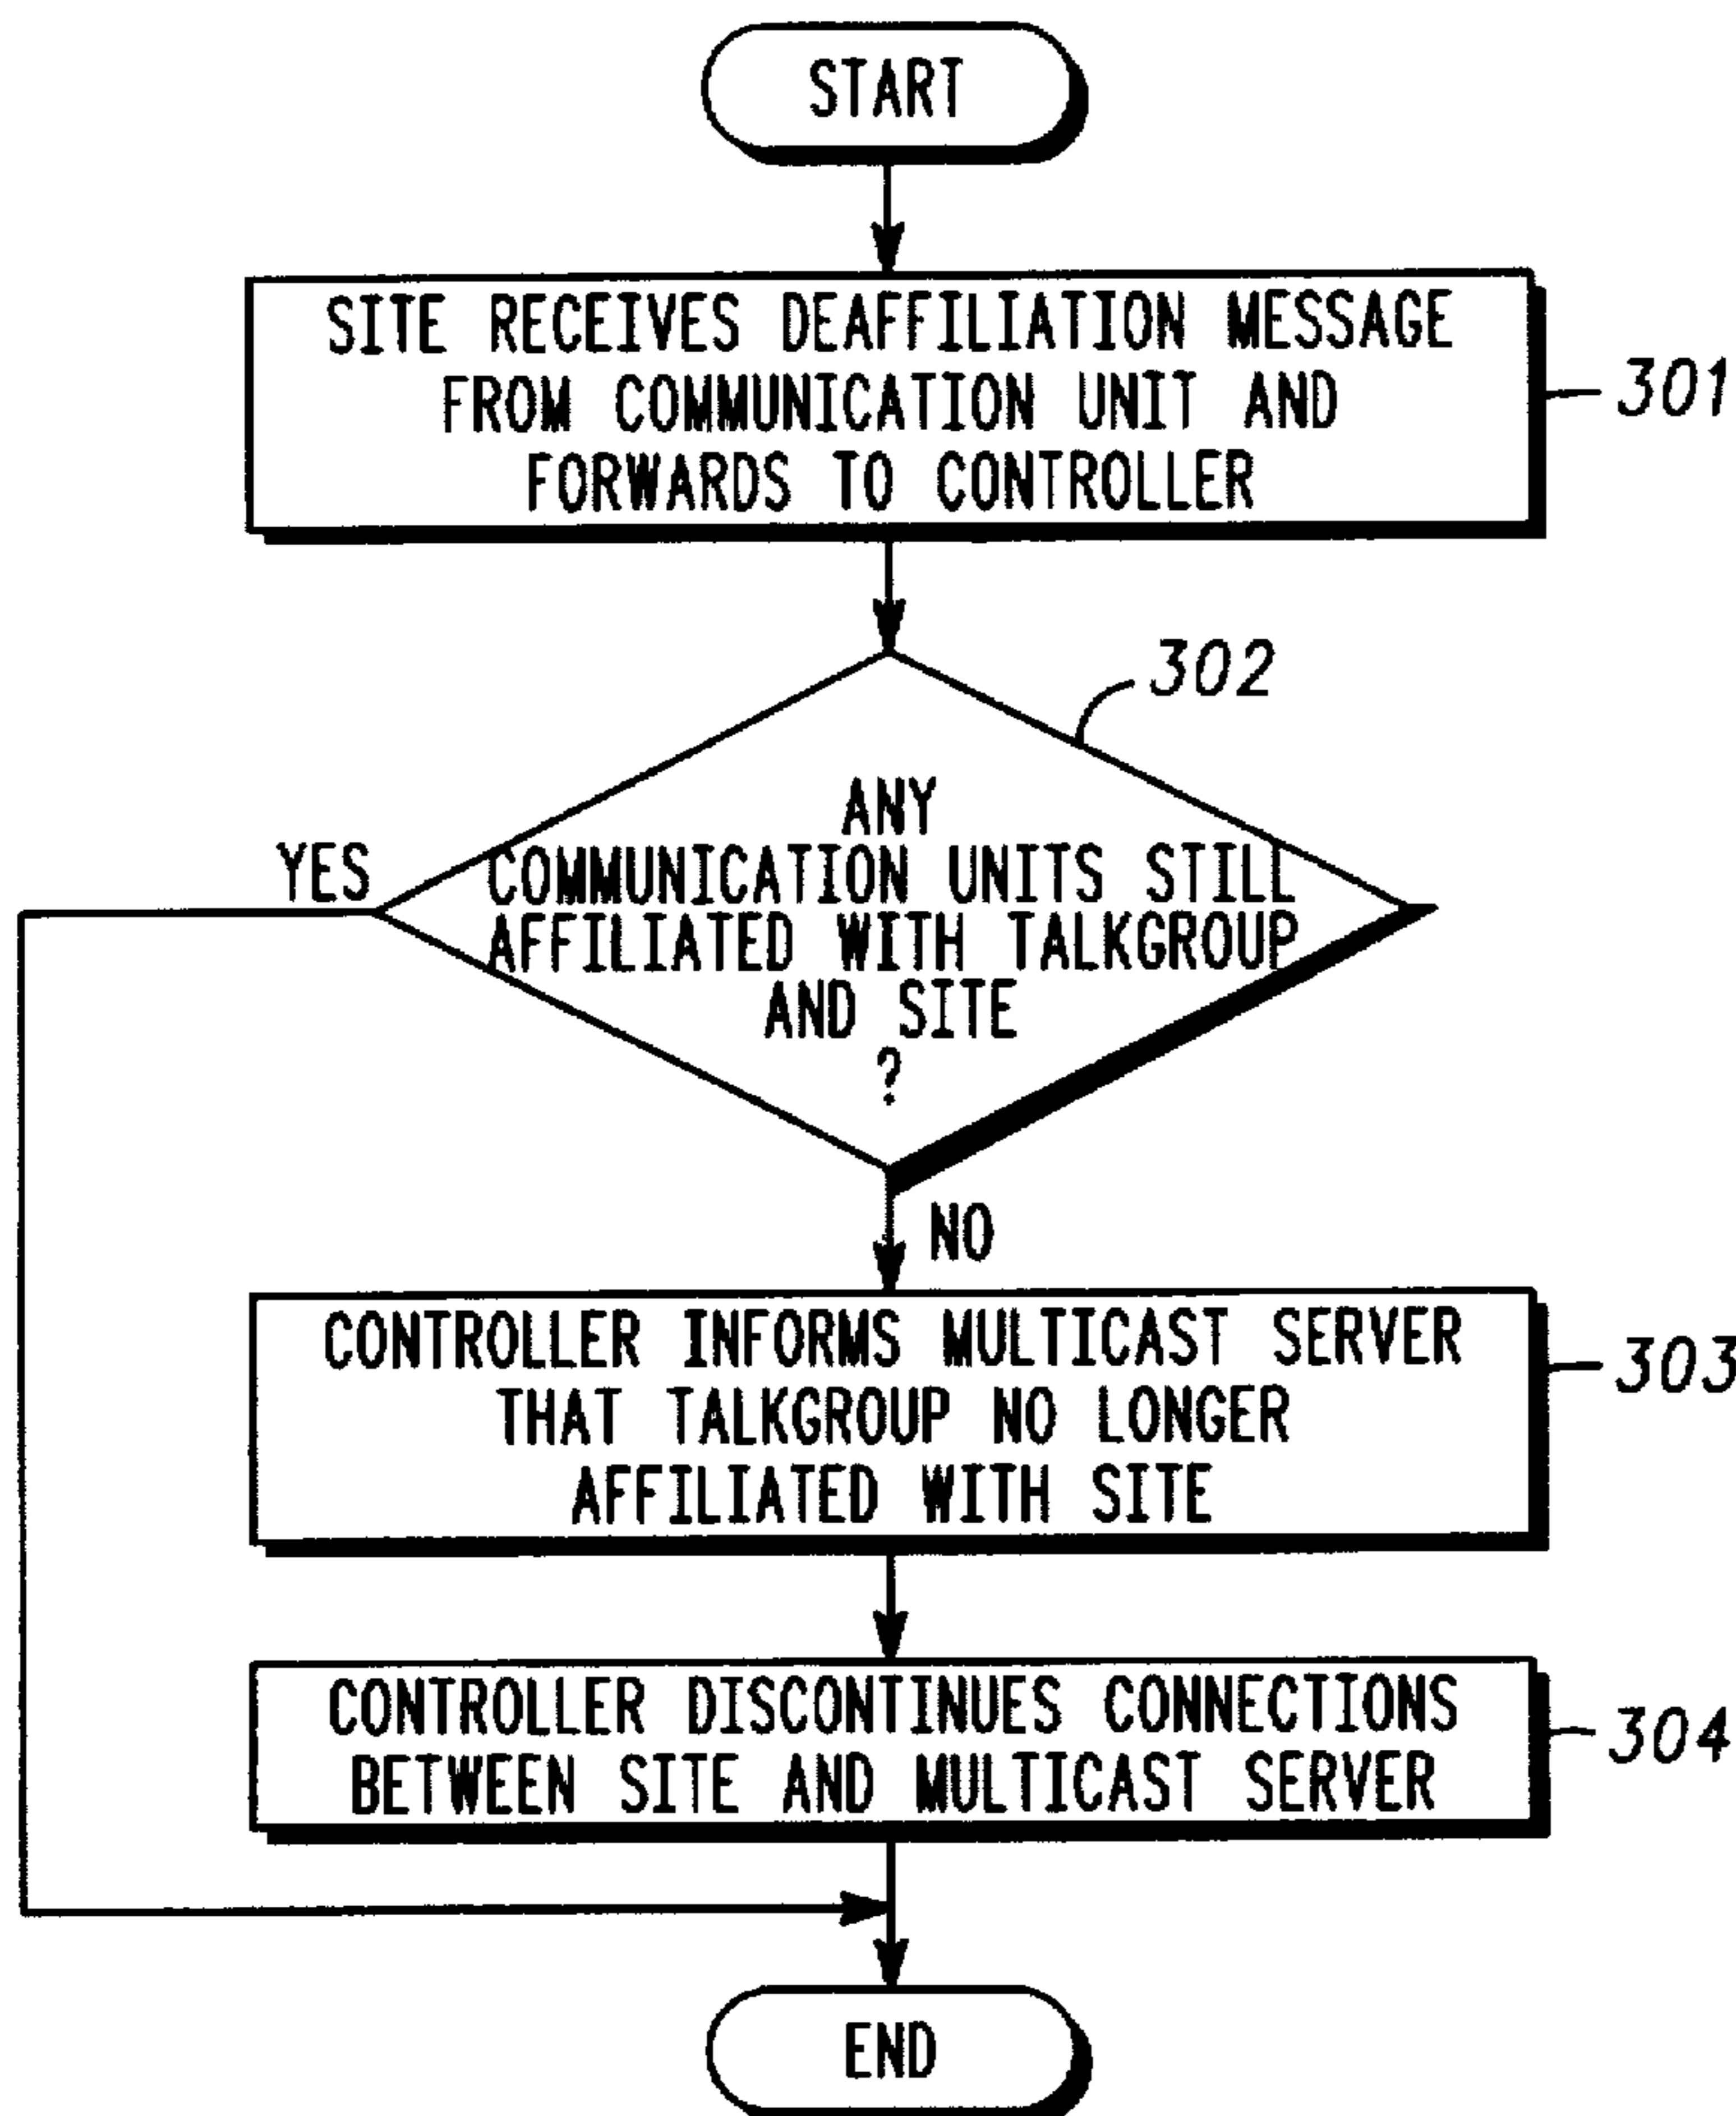 START
SITE RECEIVES DEAFFILIATION MESSAGE
FROM COMMUNICATION UNIT AND
FORWARDS TO CONTROLLER
301
302
ANY
COMMUNICATION UNITS STILL
AFFILIATED WITH TALKGROUP
AND SITE
?
YES
NO
CONTROLLER INFORMS MULTICAST SERVER
THAT TALKGROUP NO LONGER
AFFILIATED WITH SITE
303
CONTROLLER DISCONTINUES CONNECTIONS
BETWEEN SITE AND MULTICAST SERVER
304
END